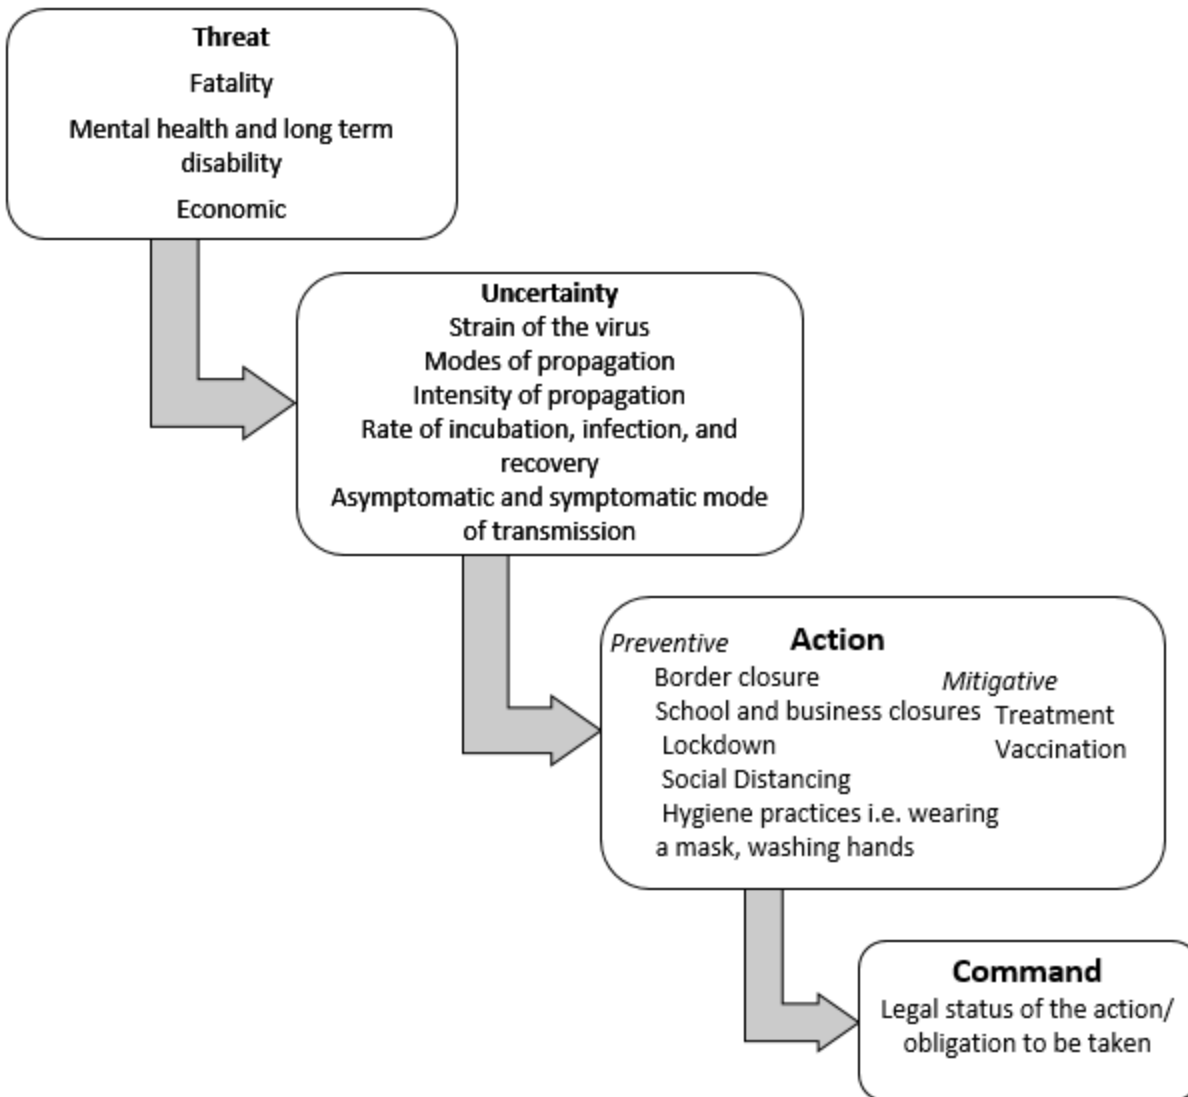 Threat
Fatality
Mental health and long term
disability
Economic
Uncertainty
Strain of the virus
Modes of propagation
Intensity of propagation
Rate of incubation, infection, and
recovery
Asymptomatic and symptomatic mode
of transmission
Action
Preventive
Border closure
School and business closures
Lockdown
Social Distancing
Hygiene practices i.e. wearing
a mask, washing hands
Mitigative
Treatment
Vaccination
Command
Legal status of the action/
obligation to be taken